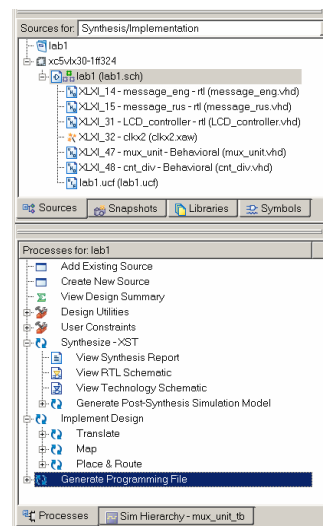 Sources for: Synthesis/Implementation
lab1
xc5vlx30-1ff324
lab1 (lab1.sch)
XLXI_14 - message_eng - rtl (message_eng.vhd)
XLXI_15 - message_rus - rtl (message_rus.vhd)
XLXI_31 - LCD_controller - rtl (LCD_controller.vhd)
XLXI_32 - clkx2 (clkx2.xaw)
XLXI_47 - mux_unit - Behavioral (mux_unit.vhd)
XLXI_48 - cnt_div - Behavioral (cnt_div.vhd)
lab1.ucf (lab1.ucf)
Sources Snapshots Libraries Symbols
Processes for: lab1
Add Existing Source
Create New Source
View Design Summary
Design Utilities
User Constraints
Synthesize - XST
View Synthesis Report
View RTL Schematic
View Technology Schematic
Generate Post-Synthesis Simulation Model
Implement Design
Translate
Map
Place & Route
Generate Programming File
Processes Sim Hierarchy - mux_unit_tb